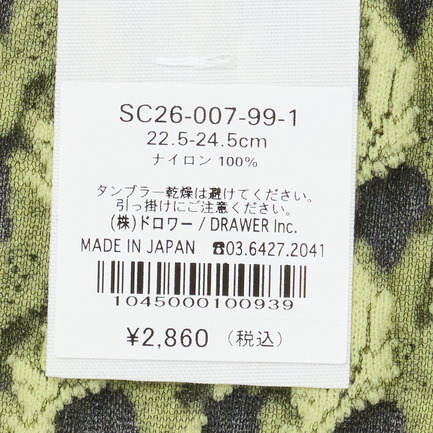 SC26-007-99-1
22.5-24.5cm
ナイロン 100%
タンブラー乾燥は避けてください。
引っ掛けにご注意ください。
(株)ドロワー / DRAWER Inc.
MADE IN JAPAN ☎03.6427.2041
1045000100939
¥2,860 (税込)